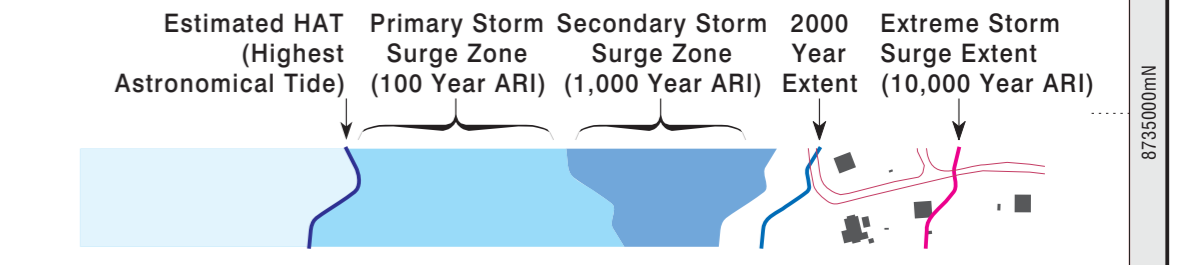 Estimated HAT
(Highest
Astronomical Tide)
Primary Storm
Surge Zone
(100 Year ARI)
Secondary Storm
Surge Zone
(1,000 Year ARI)
2000
Year
Extent
Extreme Storm
Surge Extent
(10,000 Year ARI)
8735000mN